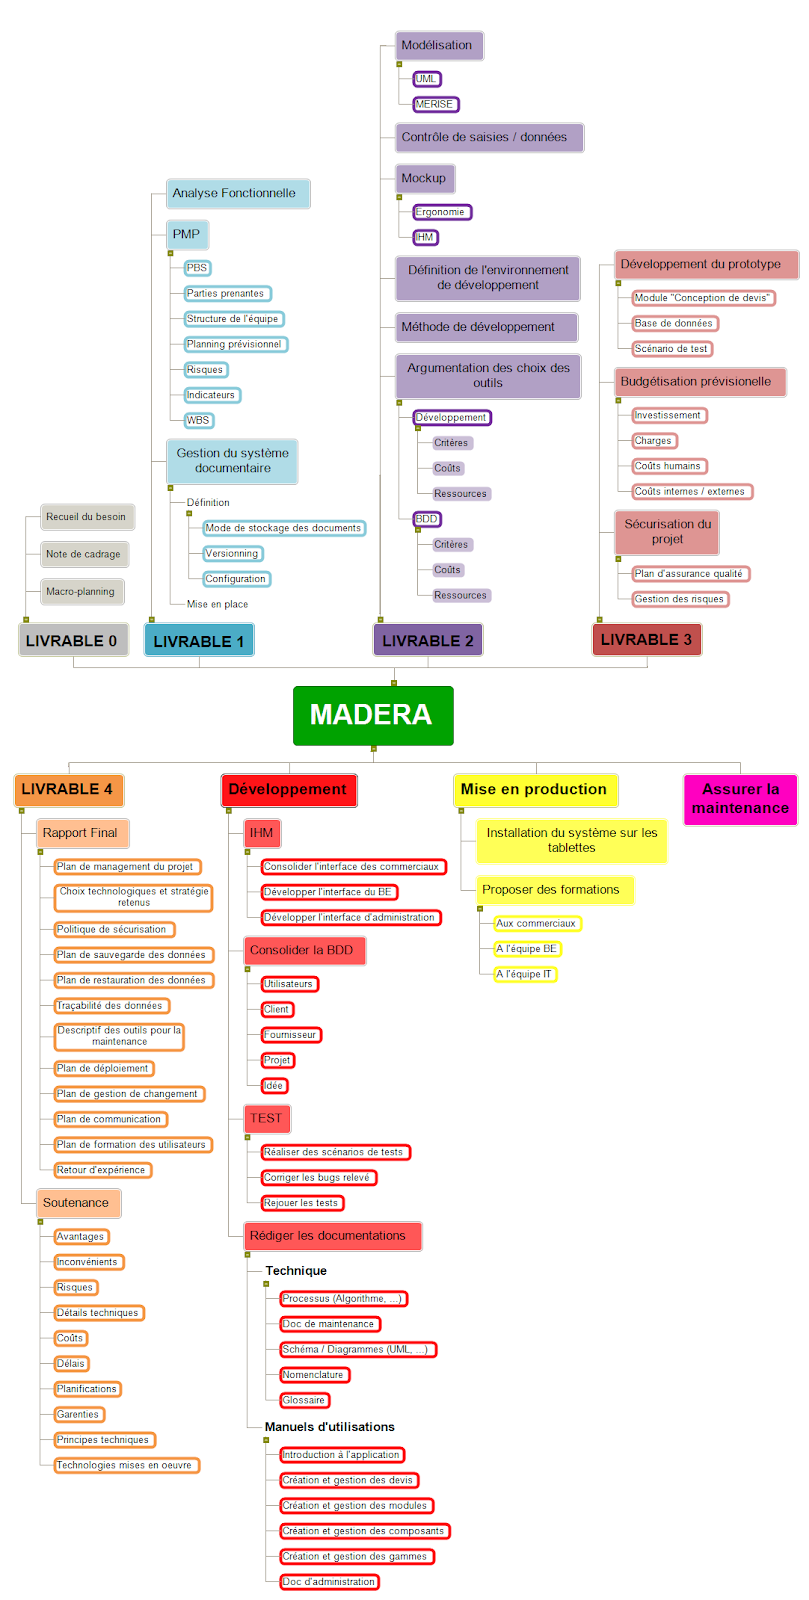 Recueil du besoin
Note de cadrage
Macro-planning
LIVRABLE 0
Analyse Fonctionnelle
PMP
PBS
Parties prenantes
Structure de l'équipe
Planning prévisionnel
Risques
Indicateurs
WBS
Gestion du système
documentaire
Définition
Mode de stockage des documents
Versionning
Configuration
Mise en place
LIVRABLE 1
Modélisation
UML
MERISE
Contrôle de saisies / données
Mockup
Ergonomie
IHM
Définition de l'environnement
de développement
Méthode de développement
Argumentation des choix des
outils
Développement
Critères
Coûts
Ressources
BDD
Critères
Coûts
Ressources
LIVRABLE 2
Développement du prototype
Module "Conception de devis"
Base de données
Scénario de test
Budgétisation prévisionelle
Investissement
Charges
Coûts humains
Coûts internes / externes
Sécurisation du
projet
Plan d'assurance qualité
Gestion des risques
LIVRABLE 3
MADERA
LIVRABLE 4
Rapport Final
Plan de management du projet
Choix technologiques et stratégie
retenus
Politique de sécurisation
Plan de sauvegarde des données
Plan de restauration des données
Traçabilité des données
Descriptif des outils pour la
maintenance
Plan de déploiement
Plan de gestion de changement
Plan de communication
Plan de formation des utilisateurs
Retour d'expérience
Soutenance
Avantages
Inconvénients
Risques
Détails techniques
Coûts
Délais
Planifications
Garenties
Principes techniques
Technologies mises en oeuvre
Développement
IHM
Consolider l'interface des commerciaux
Développer l'interface du BE
Développer l'interface d'administration
Consolider la BDD
Utilisateurs
Client
Fournisseur
Projet
Idée
TEST
Réaliser des scénarios de tests
Corriger les bugs relevé
Rejouer les tests
Rédiger les documentations
Technique
Processus (Algorithme, ...)
Doc de maintenance
Schéma / Diagrammes (UML, ...)
Nomenclature
Glossaire
Manuels d'utilisations
Introduction à l'application
Création et gestion des devis
Création et gestion des modules
Création et gestion des composants
Création et gestion des gammes
Doc d'administration
Mise en production
Installation du système sur les
tablettes
Proposer des formations
Aux commerciaux
A l'équipe BE
A l'équipe IT
Assurer la
maintenance